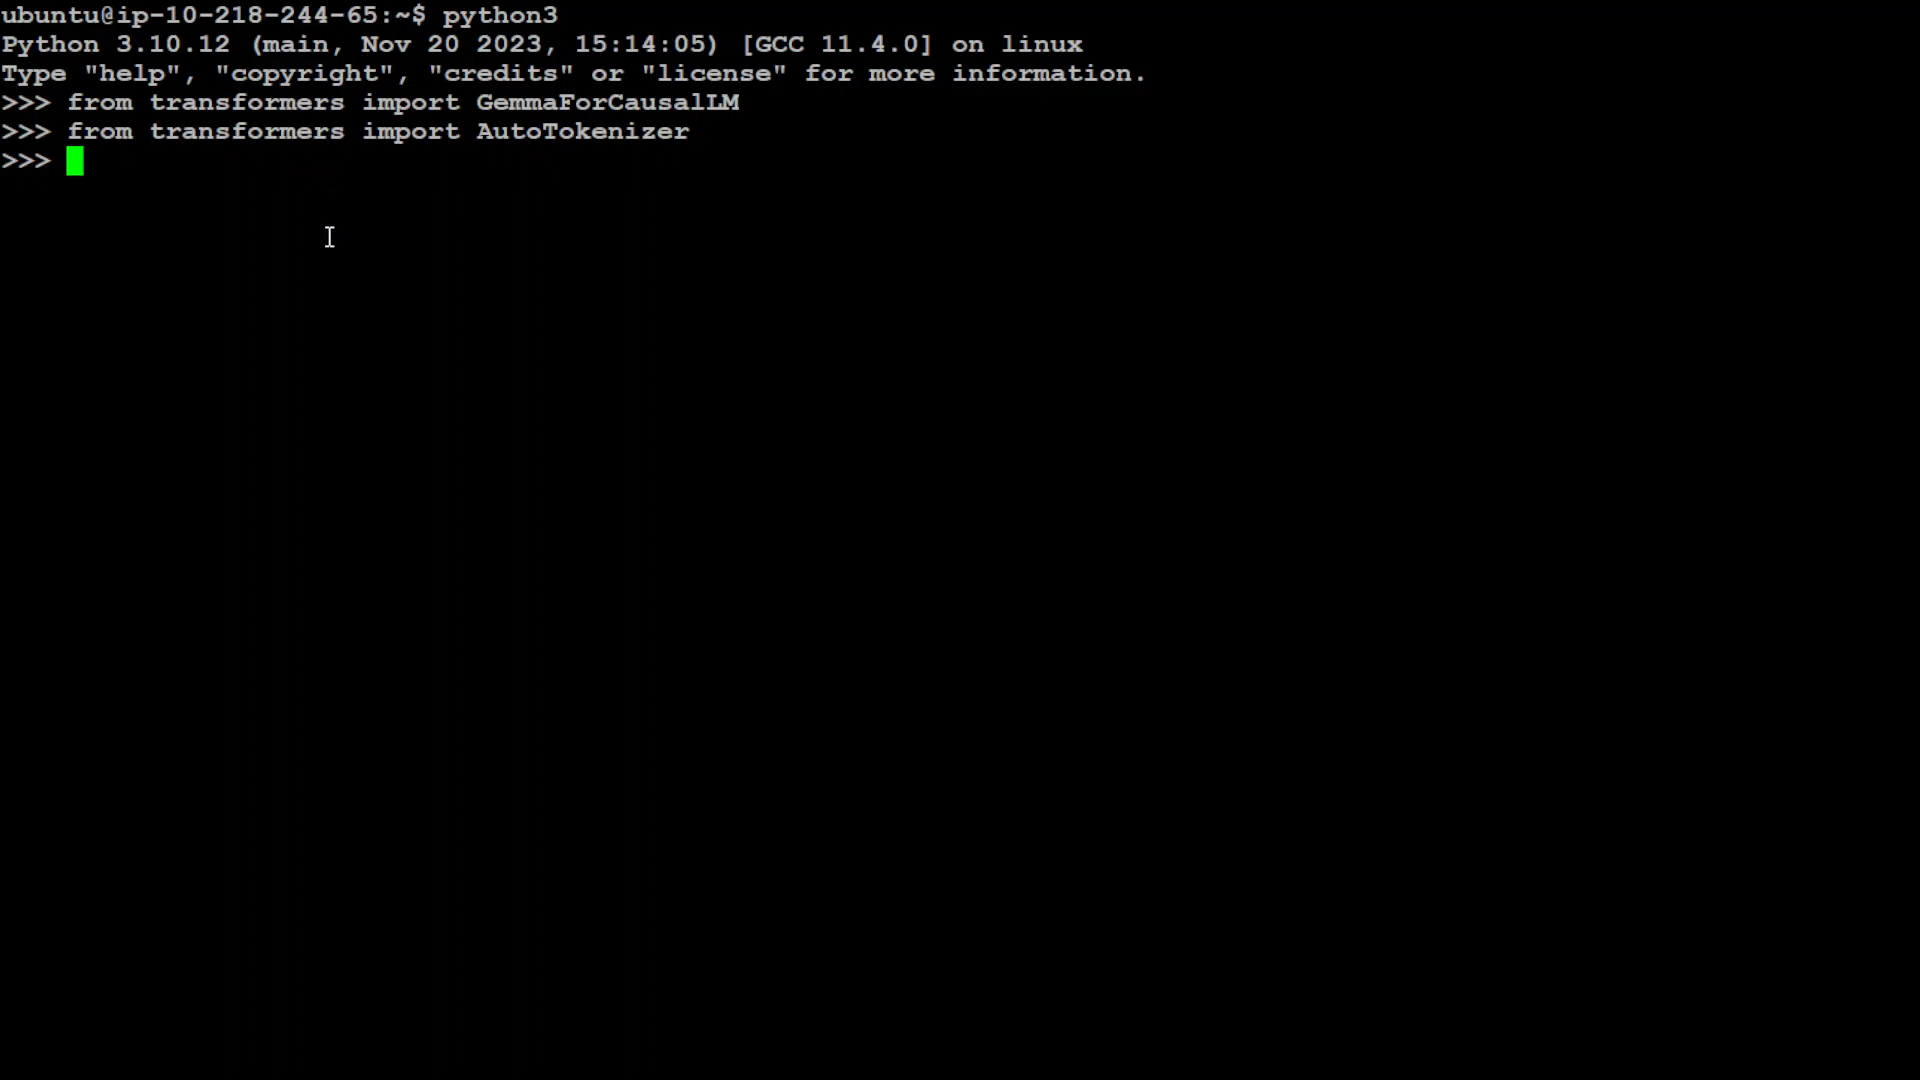 ubuntu@ip-10-218-244-65:~$ python3
Python 3.10.12 (main, Nov 20 2023, 15:14:05) [GCC 11.4.0] on linux
Type "help", "copyright", "credits" or "license" for more information.
>>> from transformers import GemmaForCausalLM
>>> from transformers import AutoTokenizer
>>>